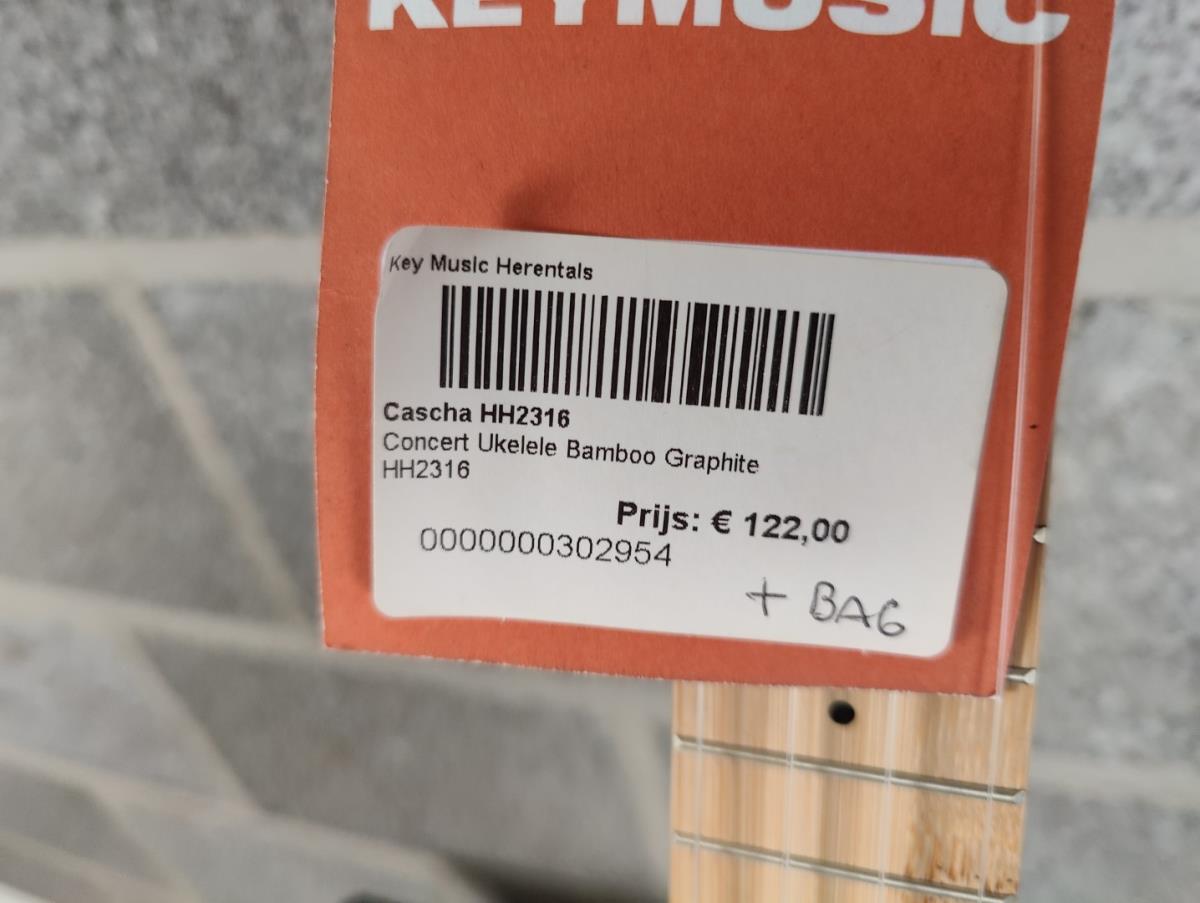 KEYMUSIC
Key Music Herentals
Cascha HH2316
Concert Ukelele Bamboo Graphite
HH2316
Prijs: € 122,00
0000000302954
+ BAG